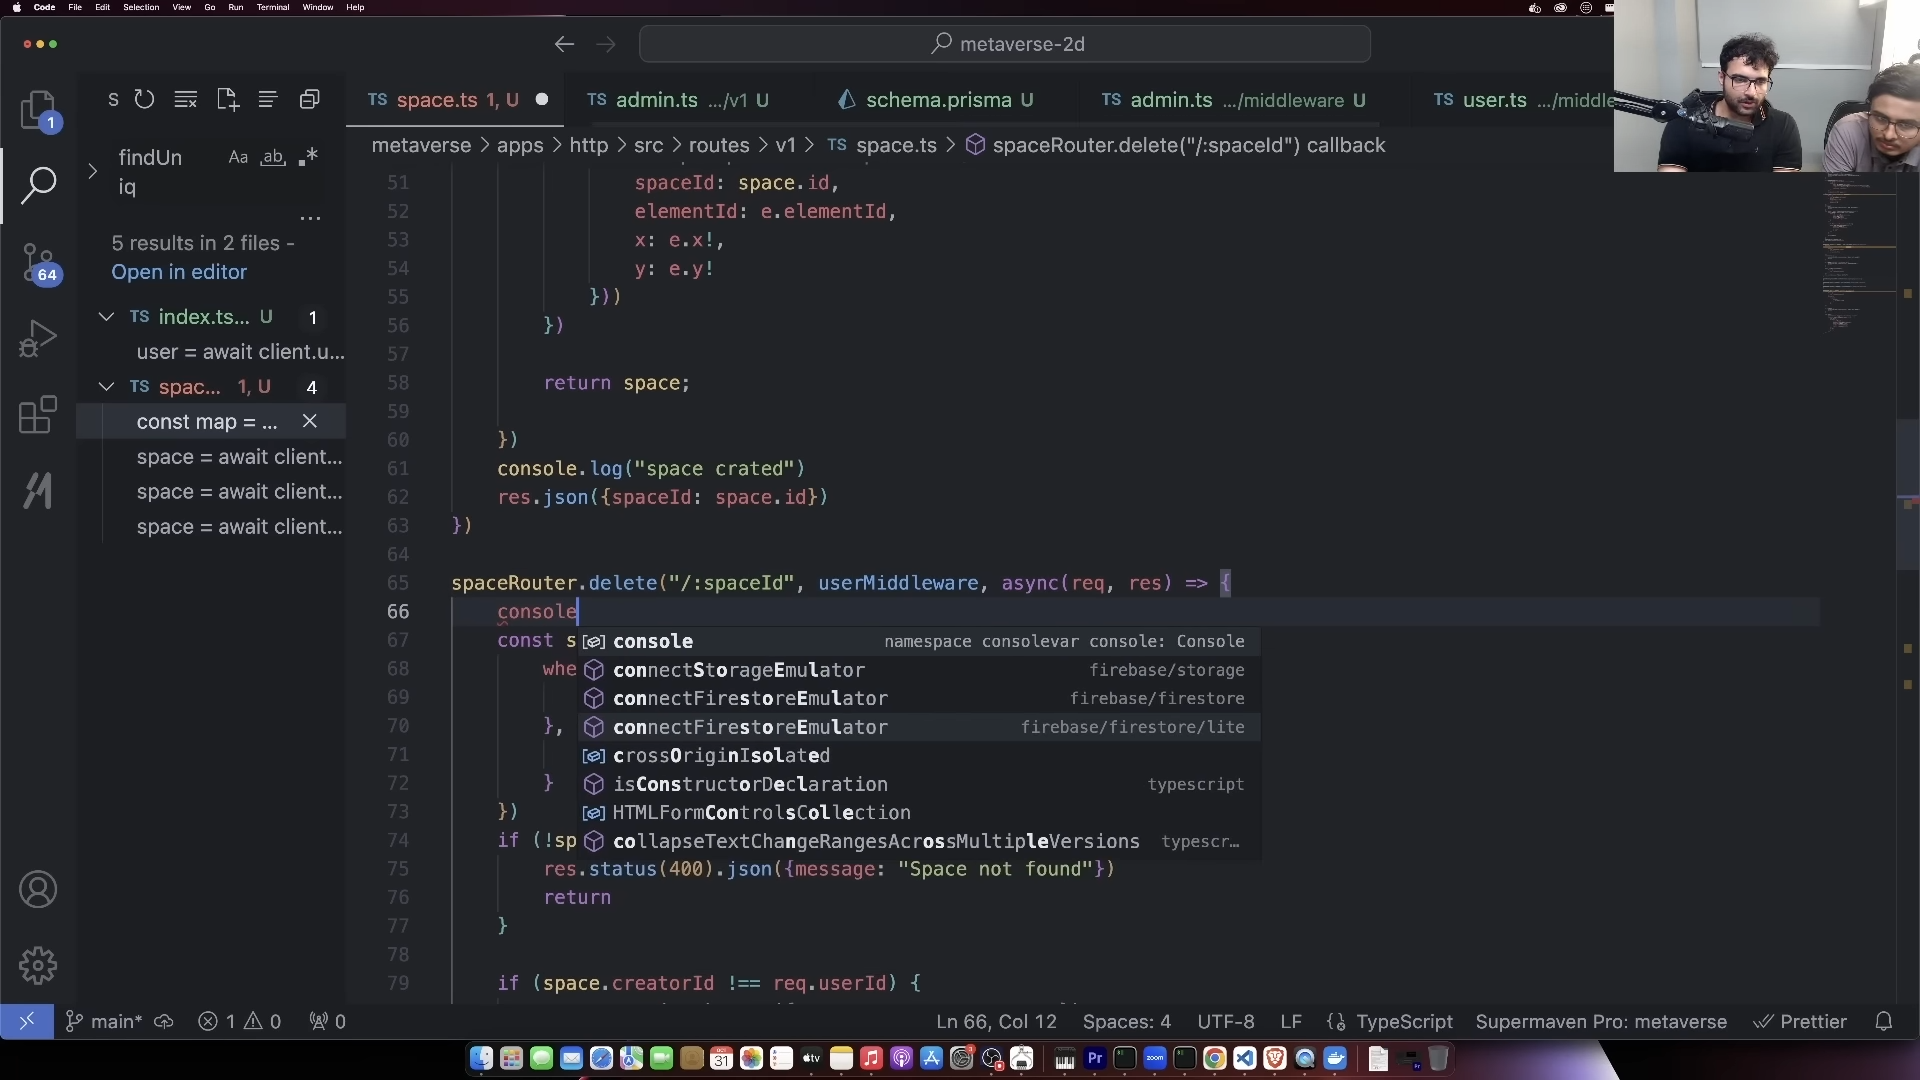 Code File Edit Selection View Go Run Terminal Window Help
metaverse-2d
TS space.ts 1, U
TS admin.ts .../v1 U
schema.prisma U
TS admin.ts .../middleware U
TS user.ts .../middle
metaverse > apps > http > src > routes > v1 > TS space.ts > spaceRouter.delete("/:spaceId") callback
S
findUn
iq
Aa ab .*
...
5 results in 2 files -
Open in editor
TS index.ts... U 1
user = await client.u...
TS spac... 1, U 4
const map = ...
space = await client...
space = await client...
space = await client...
1
64
51 spaceId: space.id,
52 elementId: e.elementId,
53 x: e.x!,
54 y: e.y!
55 }))
56 })
57
58 return space;
59
60 })
61 console.log("space crated")
62 res.json({spaceId: space.id})
63 })
64
65 spaceRouter.delete("/:spaceId", userMiddleware, async(req, res) => {
66 console
67 const s
68 whe
69
70 },
71
72 }
73 })
74 if (!sp
75 res.status(400).json({message: "Space not found"})
76 return
77 }
78
79 if (space.creatorId !== req.userId) {
console namespace consolevar console: Console
connectStorageEmulator firebase/storage
connectFirestoreEmulator firebase/firestore
connectFirestoreEmulator firebase/firestore/lite
crossOriginIsolated
isConstructorDeclaration typescript
HTMLFormControlsCollection
collapseTextChangeRangesAcrossMultipleVersions typescr...
main* 1 0 0
Ln 66, Col 12 Spaces: 4 UTF-8 LF {} TypeScript Supermaven Pro: metaverse Prettier
OCT
31
tv
Pr
zoom
3